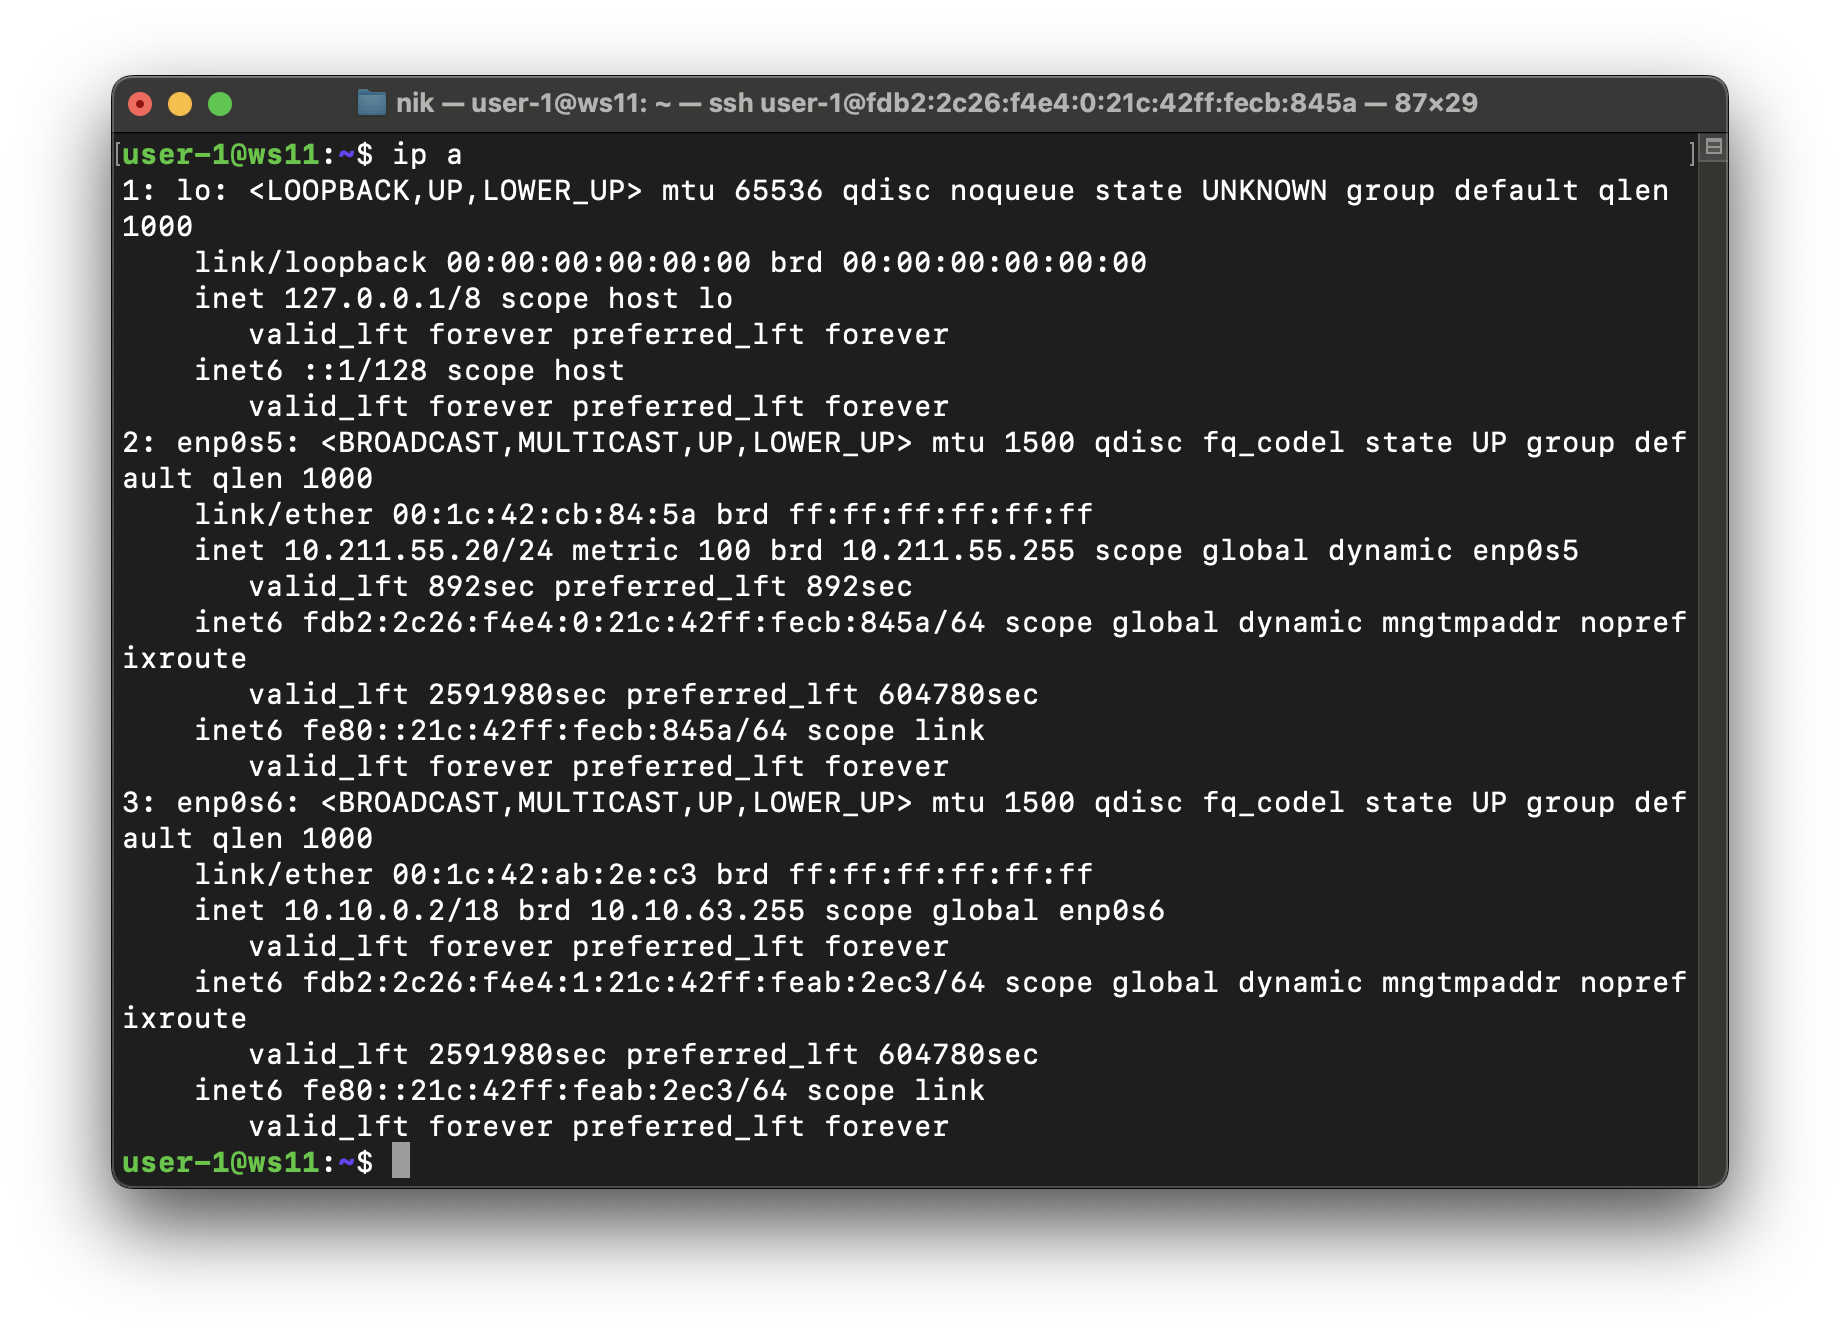 nik — user-1@ws11: ~ — ssh user-1@fdb2:2c26:f4e4:0:21c:42ff:fecb:845a — 87×29
[user-1@ws11:~$ ip a ]
1: lo: <LOOPBACK,UP,LOWER_UP> mtu 65536 qdisc noqueue state UNKNOWN group default qlen
1000
    link/loopback 00:00:00:00:00:00 brd 00:00:00:00:00:00
    inet 127.0.0.1/8 scope host lo
       valid_lft forever preferred_lft forever
    inet6 ::1/128 scope host
       valid_lft forever preferred_lft forever
2: enp0s5: <BROADCAST,MULTICAST,UP,LOWER_UP> mtu 1500 qdisc fq_codel state UP group def
ault qlen 1000
    link/ether 00:1c:42:cb:84:5a brd ff:ff:ff:ff:ff:ff
    inet 10.211.55.20/24 metric 100 brd 10.211.55.255 scope global dynamic enp0s5
       valid_lft 892sec preferred_lft 892sec
    inet6 fdb2:2c26:f4e4:0:21c:42ff:fecb:845a/64 scope global dynamic mngtmpaddr nopref
ixroute
       valid_lft 2591980sec preferred_lft 604780sec
    inet6 fe80::21c:42ff:fecb:845a/64 scope link
       valid_lft forever preferred_lft forever
3: enp0s6: <BROADCAST,MULTICAST,UP,LOWER_UP> mtu 1500 qdisc fq_codel state UP group def
ault qlen 1000
    link/ether 00:1c:42:ab:2e:c3 brd ff:ff:ff:ff:ff:ff
    inet 10.10.0.2/18 brd 10.10.63.255 scope global enp0s6
       valid_lft forever preferred_lft forever
    inet6 fdb2:2c26:f4e4:1:21c:42ff:feab:2ec3/64 scope global dynamic mngtmpaddr nopref
ixroute
       valid_lft 2591980sec preferred_lft 604780sec
    inet6 fe80::21c:42ff:feab:2ec3/64 scope link
       valid_lft forever preferred_lft forever
user-1@ws11:~$